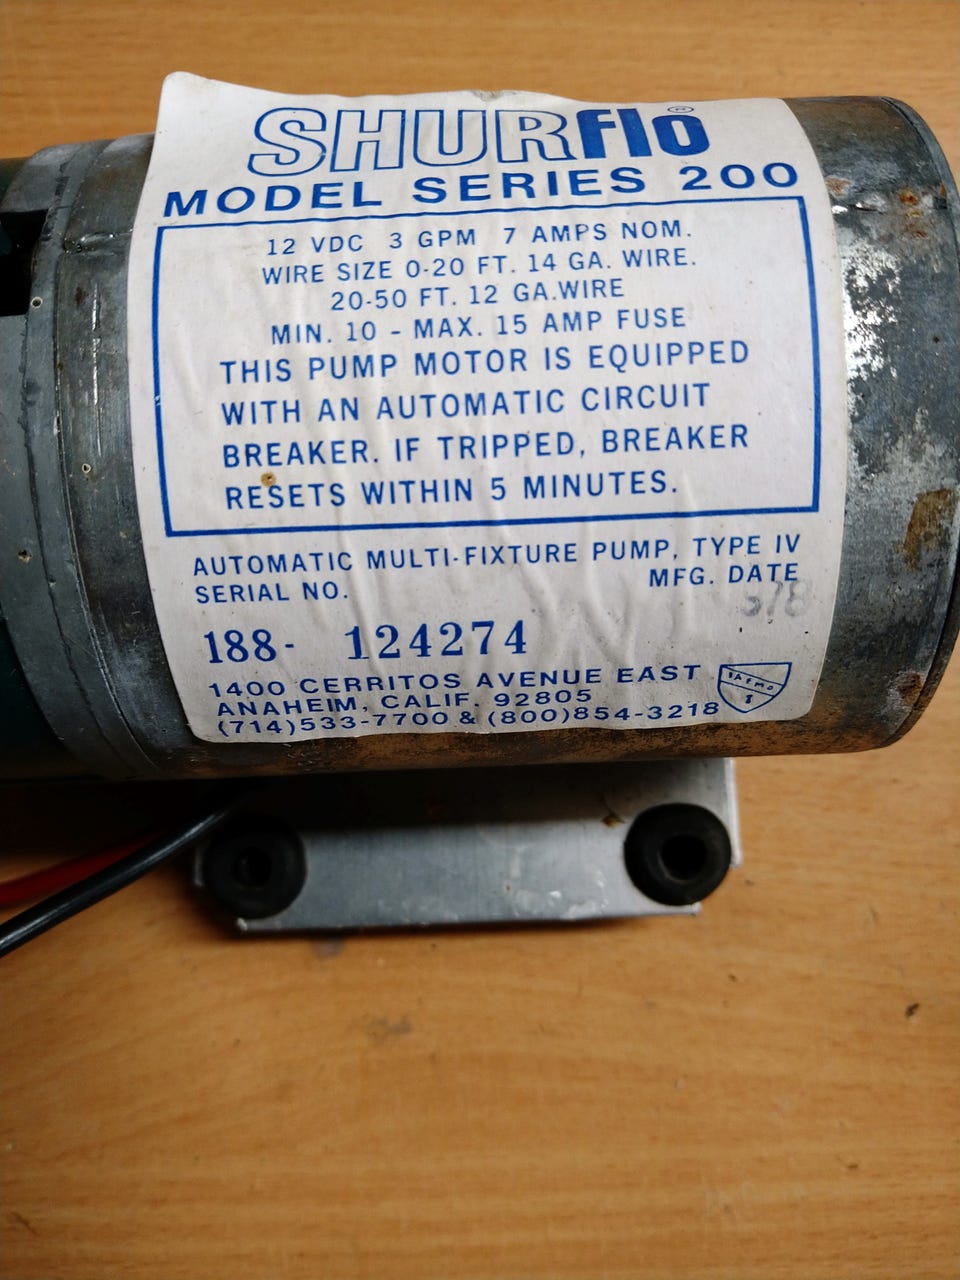 SHURflo®
MODEL SERIES 200
12 VDC 3 GPM 7 AMPS NOM.
WIRE SIZE 0-20 FT. 14 GA. WIRE.
20-50 FT. 12 GA.WIRE
MIN. 10 - MAX. 15 AMP FUSE
THIS PUMP MOTOR IS EQUIPPED
WITH AN AUTOMATIC CIRCUIT
BREAKER. IF TRIPPED, BREAKER
RESETS WITHIN 5 MINUTES.
AUTOMATIC MULTI-FIXTURE PUMP, TYPE IV
SERIAL NO. MFG. DATE
188- 124274
1400 CERRITOS AVENUE EAST
ANAHEIM, CALIF. 92805
(714)533-7700 & (800)854-3218